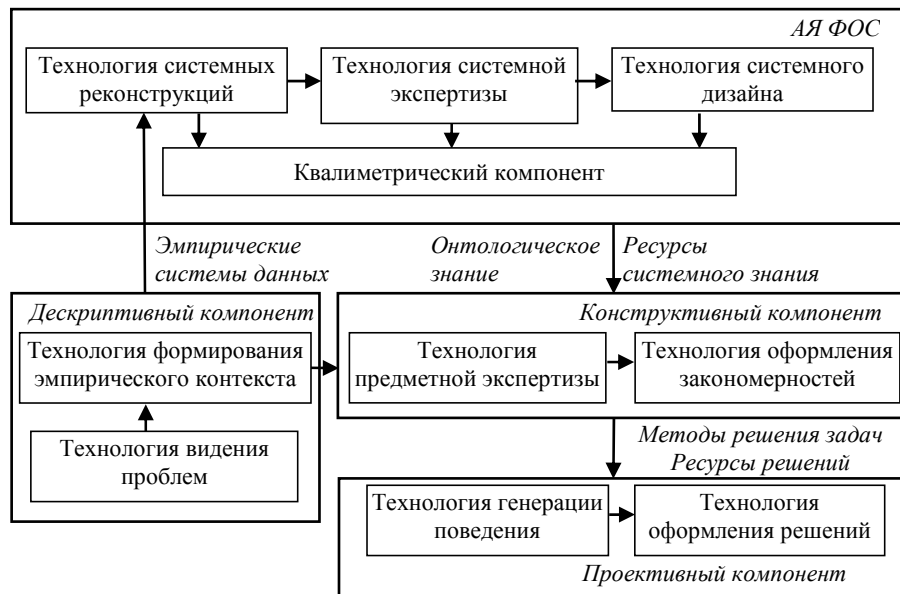 АЯ ФОС
Технология системных
реконструкций
Технология системной
экспертизы
Технология системного
дизайна
Квалиметрический компонент
Эмпирические
системы данных
Онтологическое
знание
Ресурсы
системного знания
Дескриптивный компонент
Технология формирования
эмпирического контекста
Технология видения
проблем
Конструктивный компонент
Технология
предметной экспертизы
Технология оформления
закономерностей
Методы решения задач
Ресурсы решений
Технология генерации
поведения
Технология
оформления решений
Проективный компонент